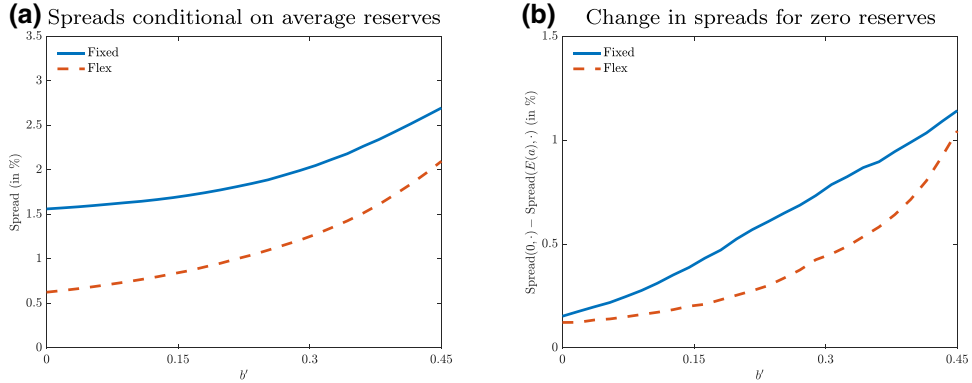 (a) Spreads conditional on average reserves
3.5
3
2.5
2
1.5
1
0.5
0
Spread (in %)
Fixed
Flex
0
0.15
0.3
0.45
b′
(b) Change in spreads for zero reserves
1.5
1
0.5
0
Spread(0, ·) − Spread(E(a), ·) (in %)
Fixed
Flex
0
0.15
0.3
0.45
b′